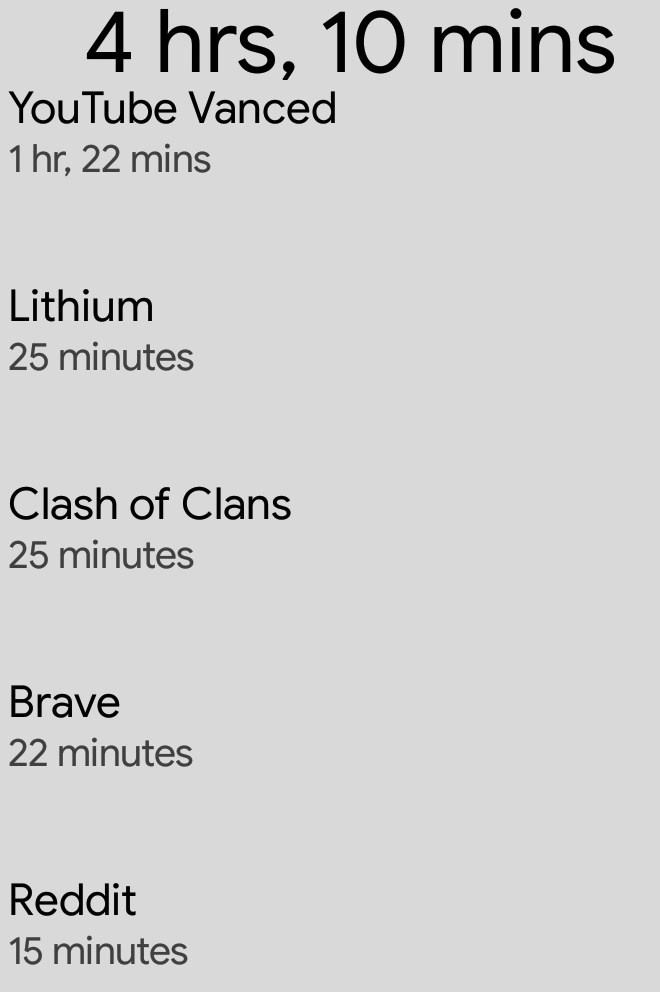 4 hrs, 10 mins
YouTube Vanced
1 hr, 22 mins
Lithium
25 minutes
Clash of Clans
25 minutes
Brave
22 minutes
Reddit
15 minutes